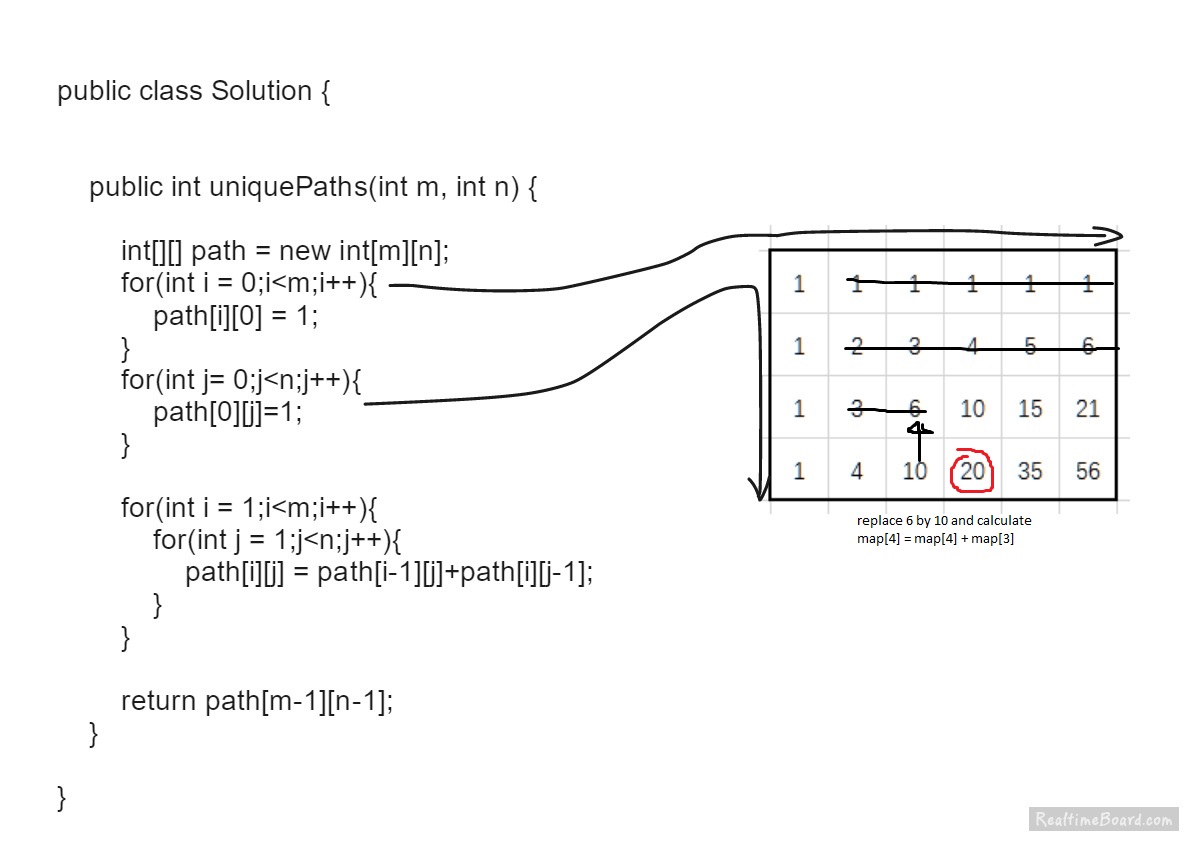 public class Solution {
public int uniquePaths(int m, int n) {
int[][] path = new int[m][n];
for(int i = 0;i<m;i++){
path[i][0] = 1;
}
for(int j= 0;j<n;j++){
path[0][j]=1;
}
for(int i = 1;i<m;i++){
for(int j = 1;j<n;j++){
path[i][j] = path[i-1][j]+path[i][j-1];
}
}
return path[m-1][n-1];
}
}
1 1 1 1 1 1
1 2 3 4 5 6
1 3 6 10 15 21
1 4 10 20 35 56
replace 6 by 10 and calculate
map[4] = map[4] + map[3]
RealtimeBoard.com